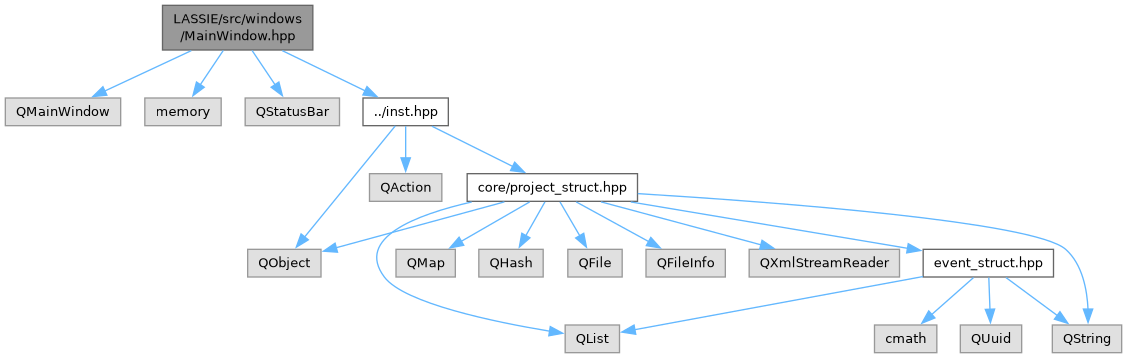 LASSIE/src/windows
/MainWindow.hpp
QMainWindow
memory
QStatusBar
../inst.hpp
QAction
core/project_struct.hpp
QObject
QMap
QHash
QFile
QFileInfo
QXmlStreamReader
event_struct.hpp
QList
cmath
QUuid
QString